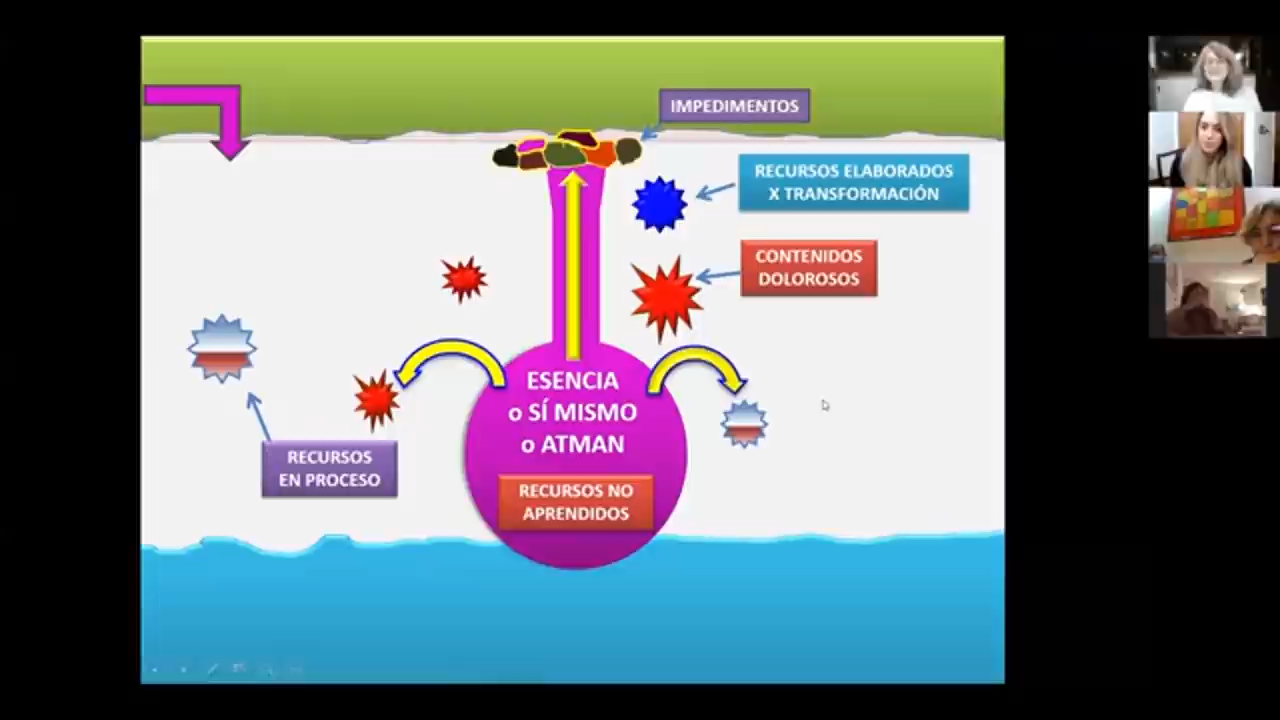 IMPEDIMENTOS
RECURSOS ELABORADOS
X TRANSFORMACIÓN
CONTENIDOS
DOLOROSOS
ESENCIA
o SÍ MISMO
o ATMAN
RECURSOS
EN PROCESO
RECURSOS NO
APRENDIDOS